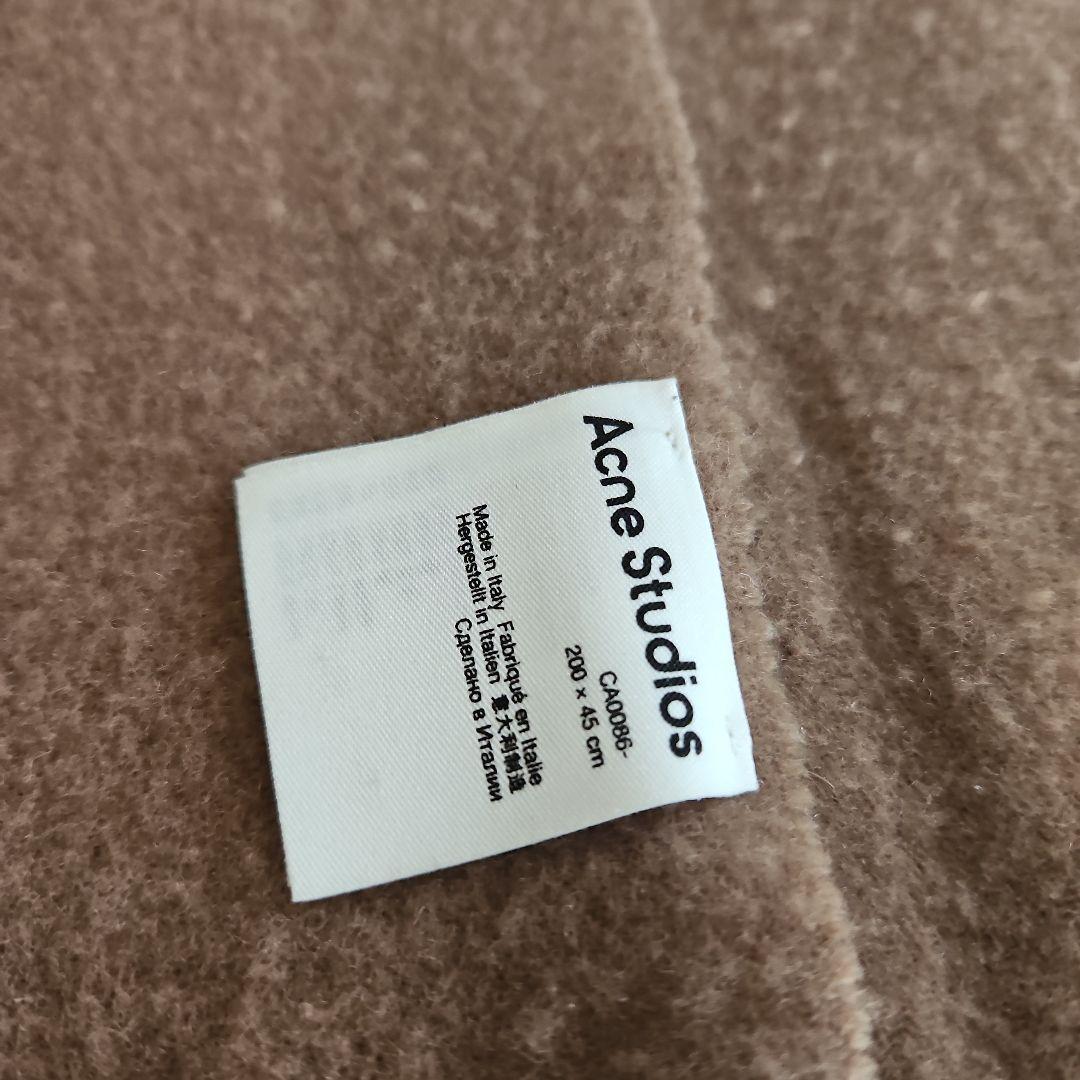 Acne Studios
CA0086-
200 x 45 cm
Made in Italy Fabriqué en Italie
Hergestellt in Italien 意大利制造
Сделано в Италии